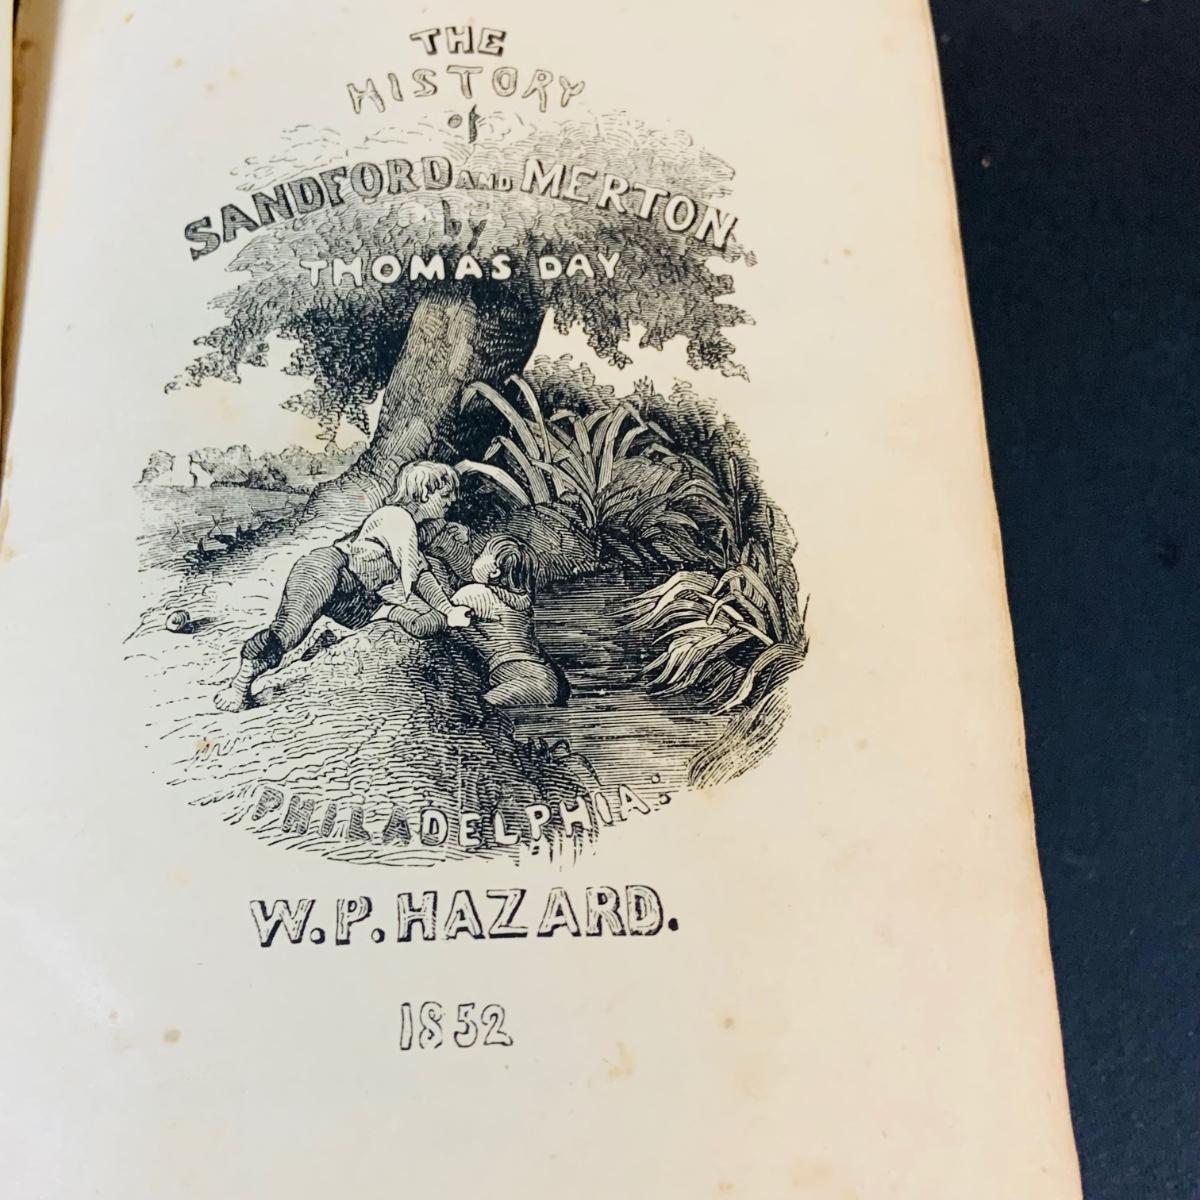 THE
HISTORY
of
SANDFORD AND MERTON
by
THOMAS DAY
PHILADELPHIA:
W.P. HAZARD.
1852